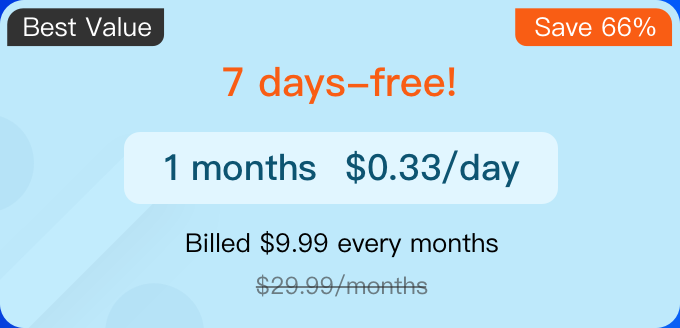 Best Value
Save 66%
7 days–free!
1 months $0.33/day
Billed $9.99 every months
$29.99/months